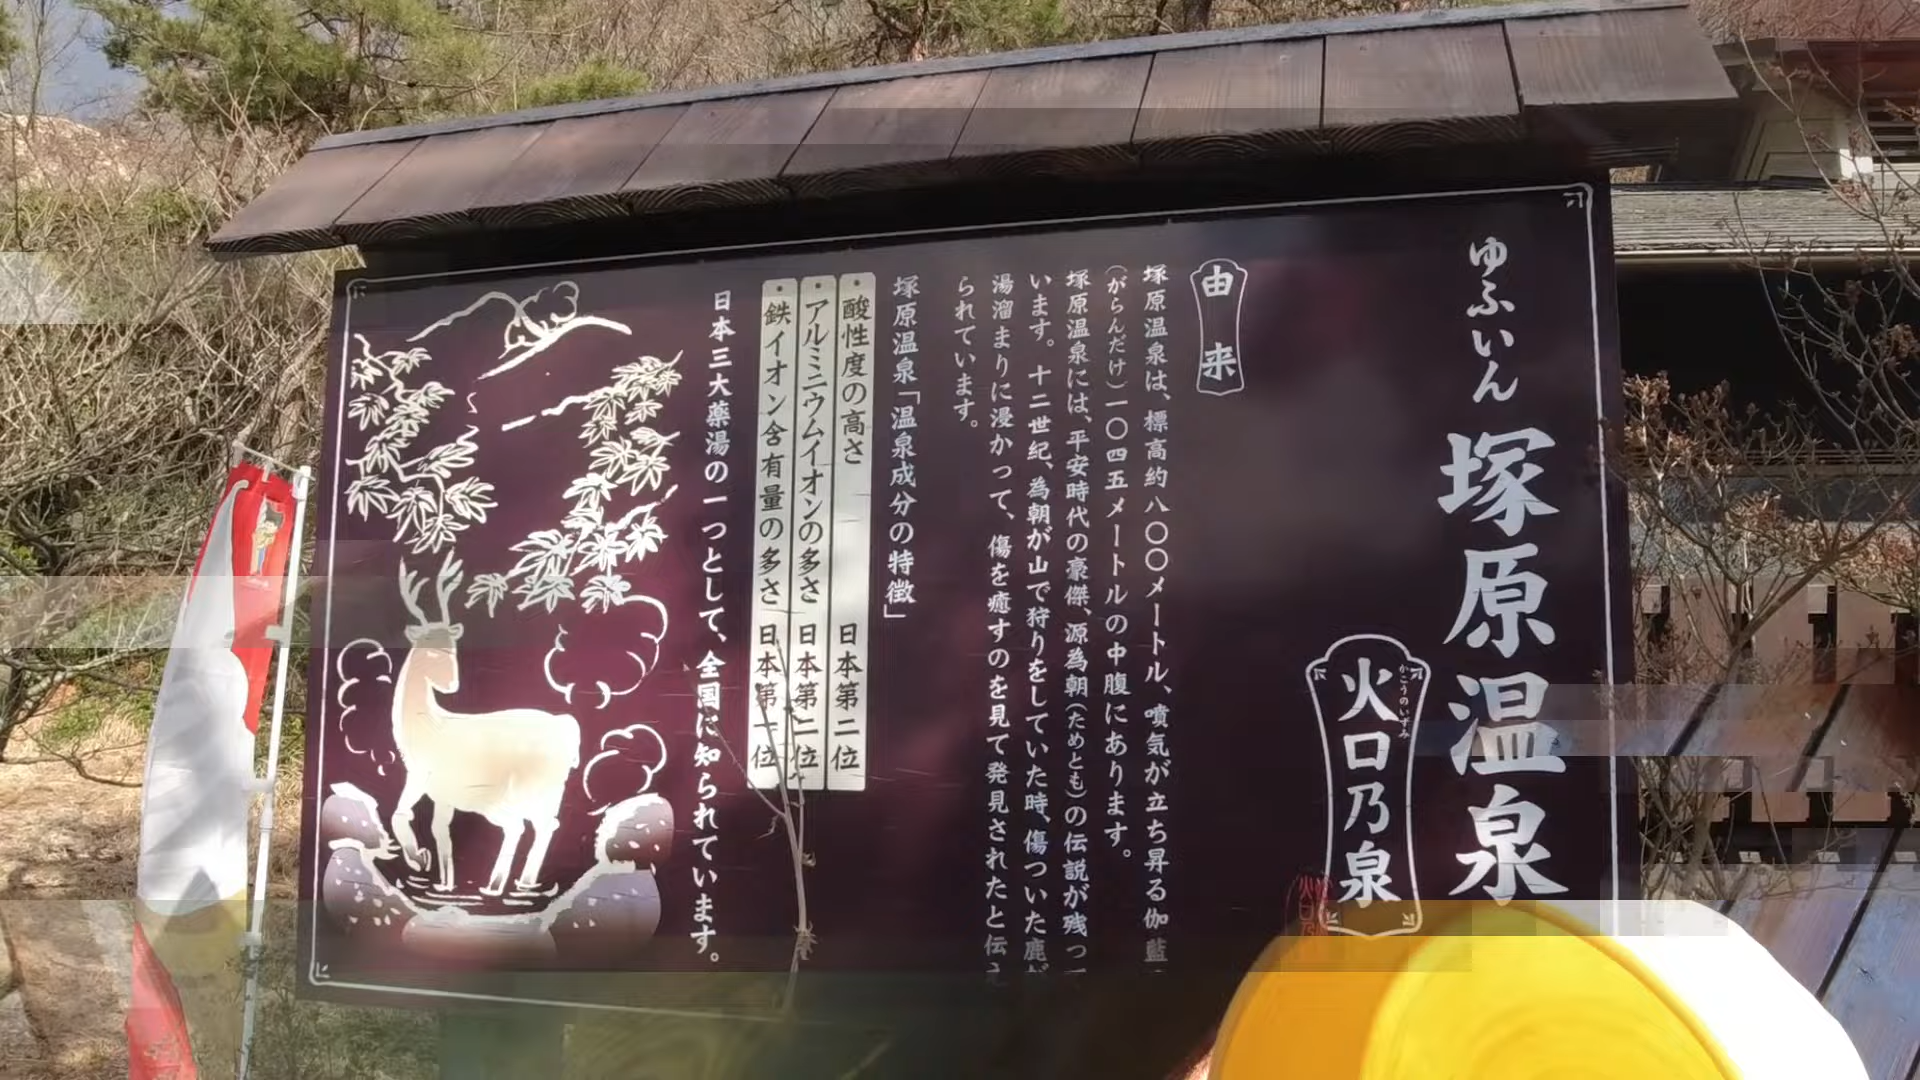 ゆふいん 塚原温泉
火口乃泉
かこうのいずみ
由来
塚原温泉は、標高約八〇〇メートル、噴気が立ち昇る伽藍
(がらんだけ)一〇四五メートルの中腹にあります。
塚原温泉には、平安時代の豪傑、源為朝(ためとも)の伝説が残って
います。十二世紀、為朝が山で狩りをしていた時、傷ついた鹿が
湯溜まりに浸かって、傷を癒すのを見て発見されたと伝え
られています。
塚原温泉「温泉成分の特徴」
酸性度の高さ 日本第二位
アルミニウムイオンの多さ 日本第二位
鉄イオン含有量の多さ 日本第一位
日本三大薬湯の一つとして、全国に知られています。